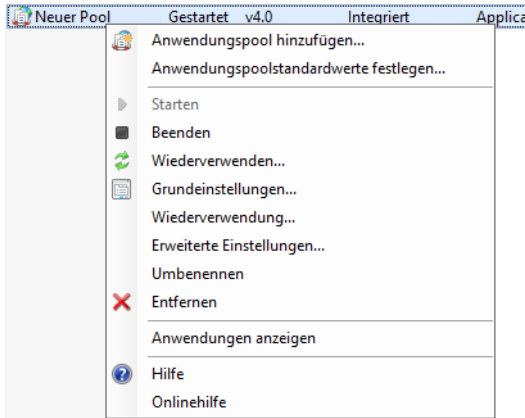 Neuer Pool Gestartet v4.0 Integriert Applica
Anwendungspool hinzufügen...
Anwendungspoolstandardwerte festlegen...
Starten
Beenden
Wiederverwenden...
Grundeinstellungen...
Wiederverwendung...
Erweiterte Einstellungen...
Umbenennen
Entfernen
Anwendungen anzeigen
Hilfe
Onlinehilfe